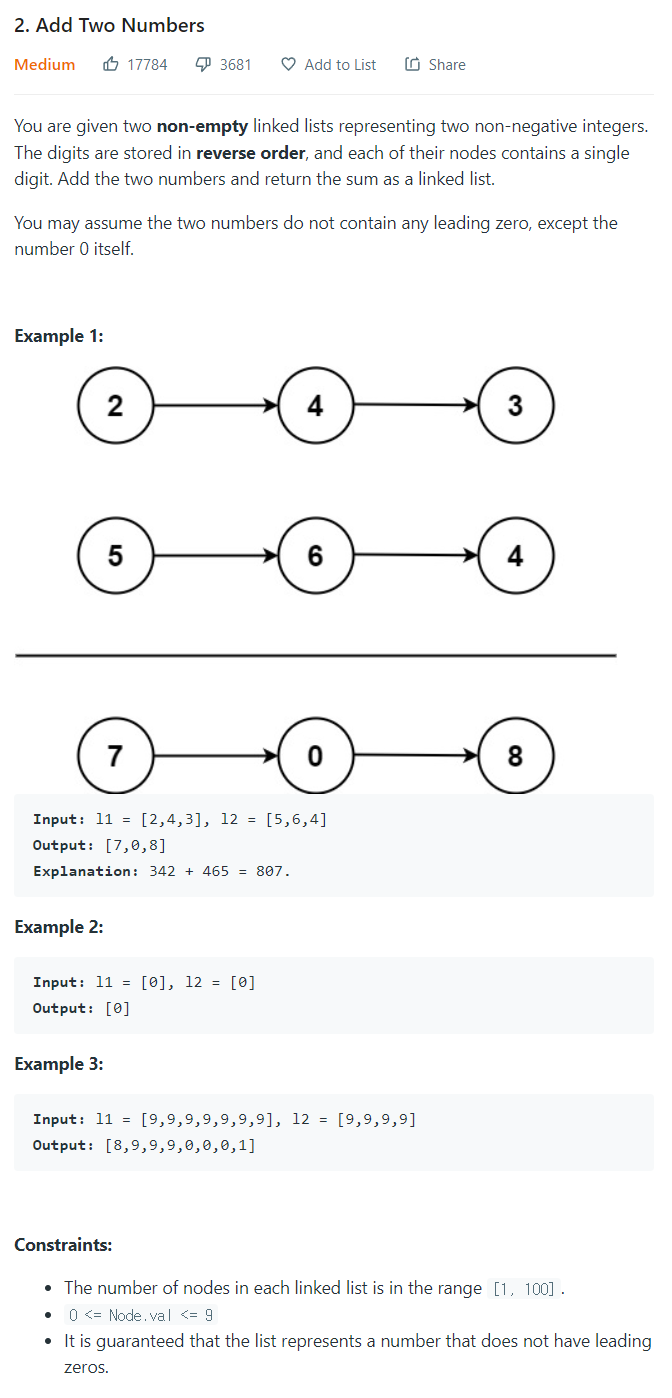 2. Add Two Numbers
Medium 17784 3681 Add to List Share
You are given two non-empty linked lists representing two non-negative integers.
The digits are stored in reverse order, and each of their nodes contains a single
digit. Add the two numbers and return the sum as a linked list.
You may assume the two numbers do not contain any leading zero, except the
number 0 itself.
Example 1:
2 4 3
5 6 4
7 0 8
Input: l1 = [2,4,3], l2 = [5,6,4]
Output: [7,0,8]
Explanation: 342 + 465 = 807.
Example 2:
Input: l1 = [0], l2 = [0]
Output: [0]
Example 3:
Input: l1 = [9,9,9,9,9,9,9], l2 = [9,9,9,9]
Output: [8,9,9,9,0,0,0,1]
Constraints:
• The number of nodes in each linked list is in the range [1, 100] .
• 0 <= Node.val <= 9
• It is guaranteed that the list represents a number that does not have leading
zeros.